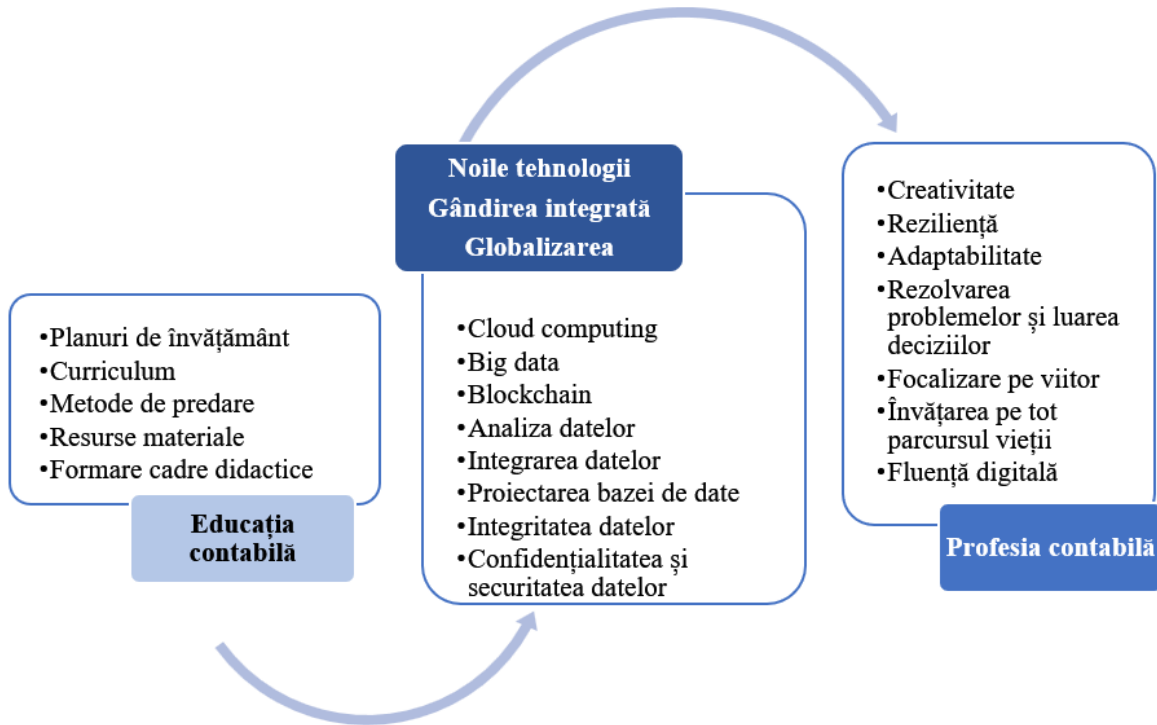 •Planuri de învățământ
•Curriculum
•Metode de predare
•Resurse materiale
•Formare cadre didactice
Educația
contabilă
Noile tehnologii
Gândirea integrată
Globalizarea
•Cloud computing
•Big data
•Blockchain
•Analiza datelor
•Integrarea datelor
•Proiectarea bazei de date
•Integritatea datelor
•Confidențialitatea și
securitatea datelor
•Creativitate
•Reziliență
•Adaptabilitate
•Rezolvarea
problemelor și luarea
deciziilor
•Focalizare pe viitor
•Învățarea pe tot
parcursul vieții
•Fluență digitală
Profesia contabilă